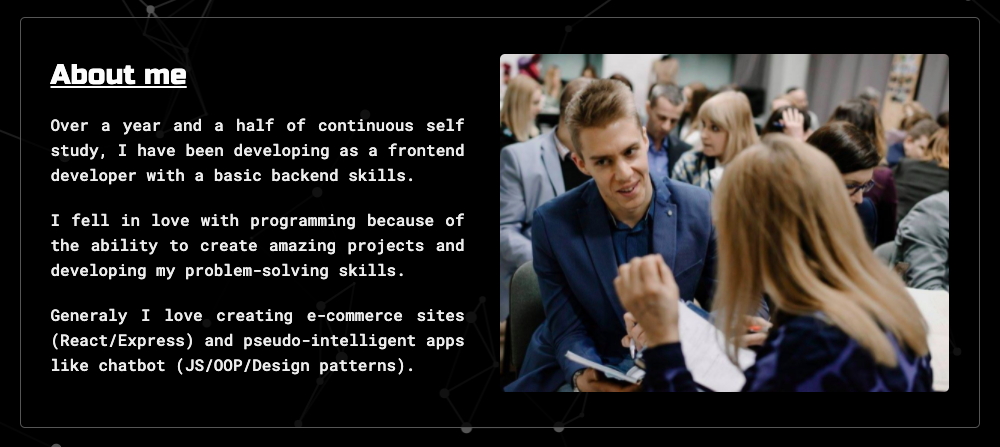 About me
Over a year and a half of continuous self
study, I have been developing as a frontend
developer with a basic backend skills.
I fell in love with programming because of
the ability to create amazing projects and
developing my problem-solving skills.
Generaly I love creating e-commerce sites
(React/Express) and pseudo-intelligent apps
like chatbot (JS/OOP/Design patterns).